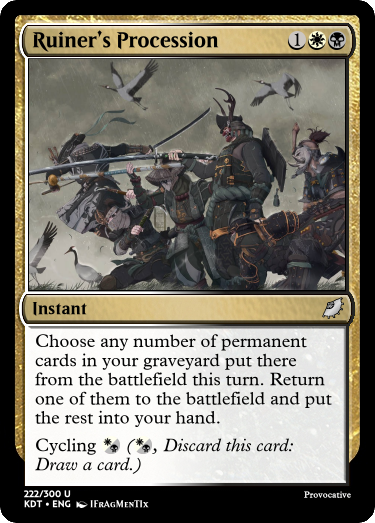 Ruiner's Procession 1
Instant
Choose any number of permanent
cards in your graveyard put there
from the battlefield this turn. Return
one of them to the battlefield and put
the rest into your hand.
Cycling (, Discard this card:
Draw a card.)
222/300 U
KDT • ENG IFRAGMENTIX
Provocative